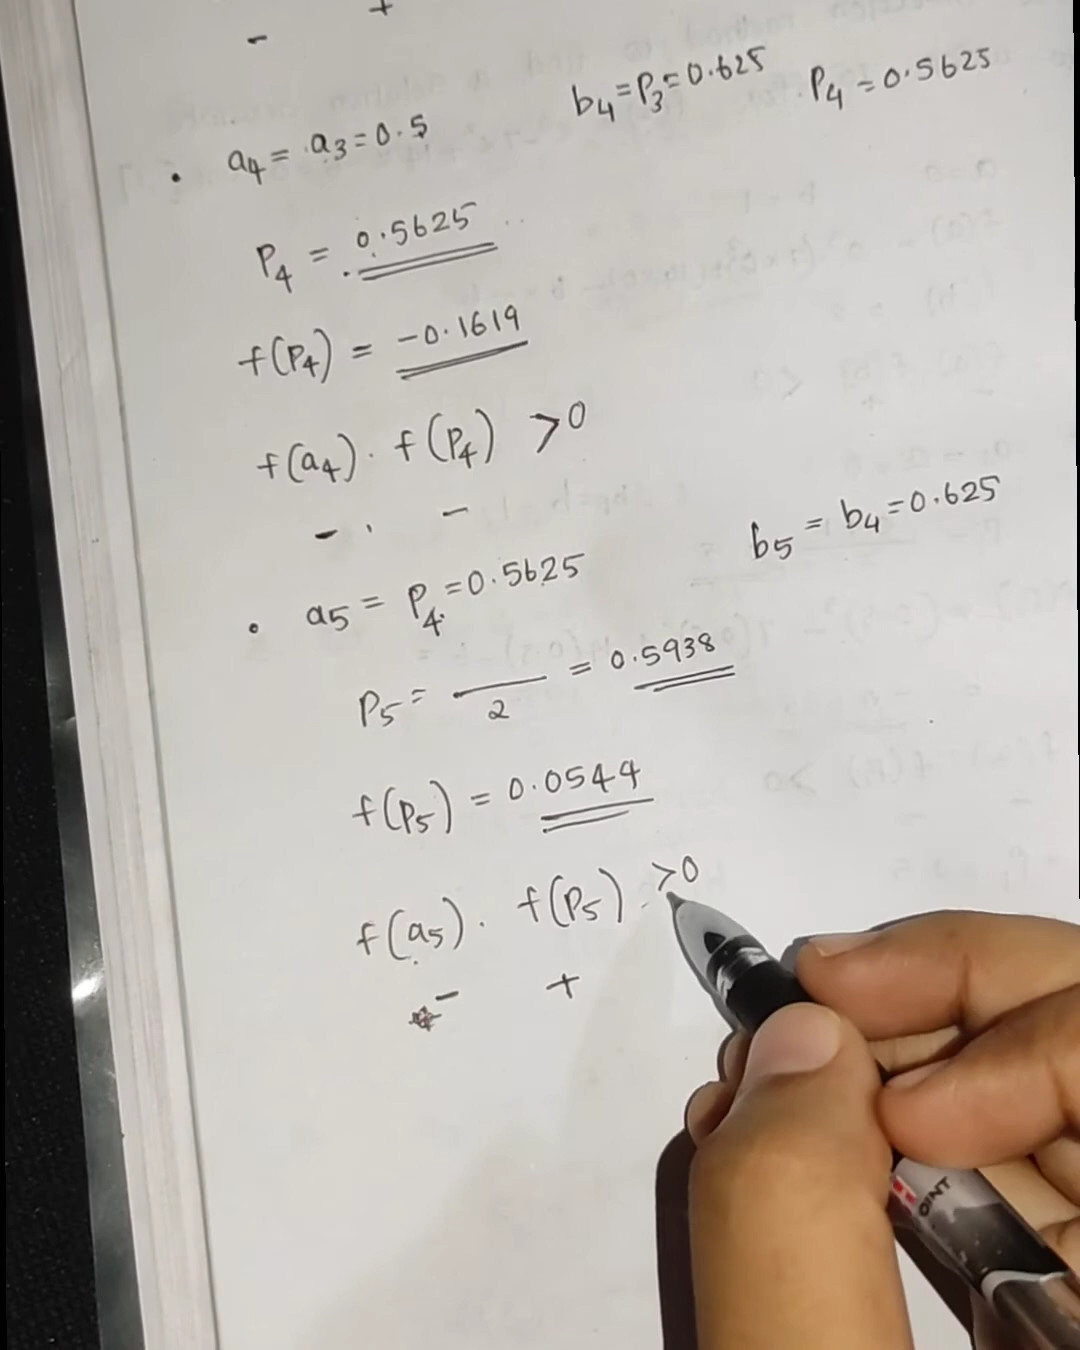 - +
• a4 = a3 = 0.5 b4 = P3 = 0.625 P4 = 0.5625
P4 = 0.5625
f(P4) = -0.1619
f(a4) . f(P4) > 0
- . -
• a5 = P4 = 0.5625 b5 = b4 = 0.625
P5 = ——/2 = 0.5938
f(P5) = 0.0544
f(a5) . f(P5) > 0
- +
OINT